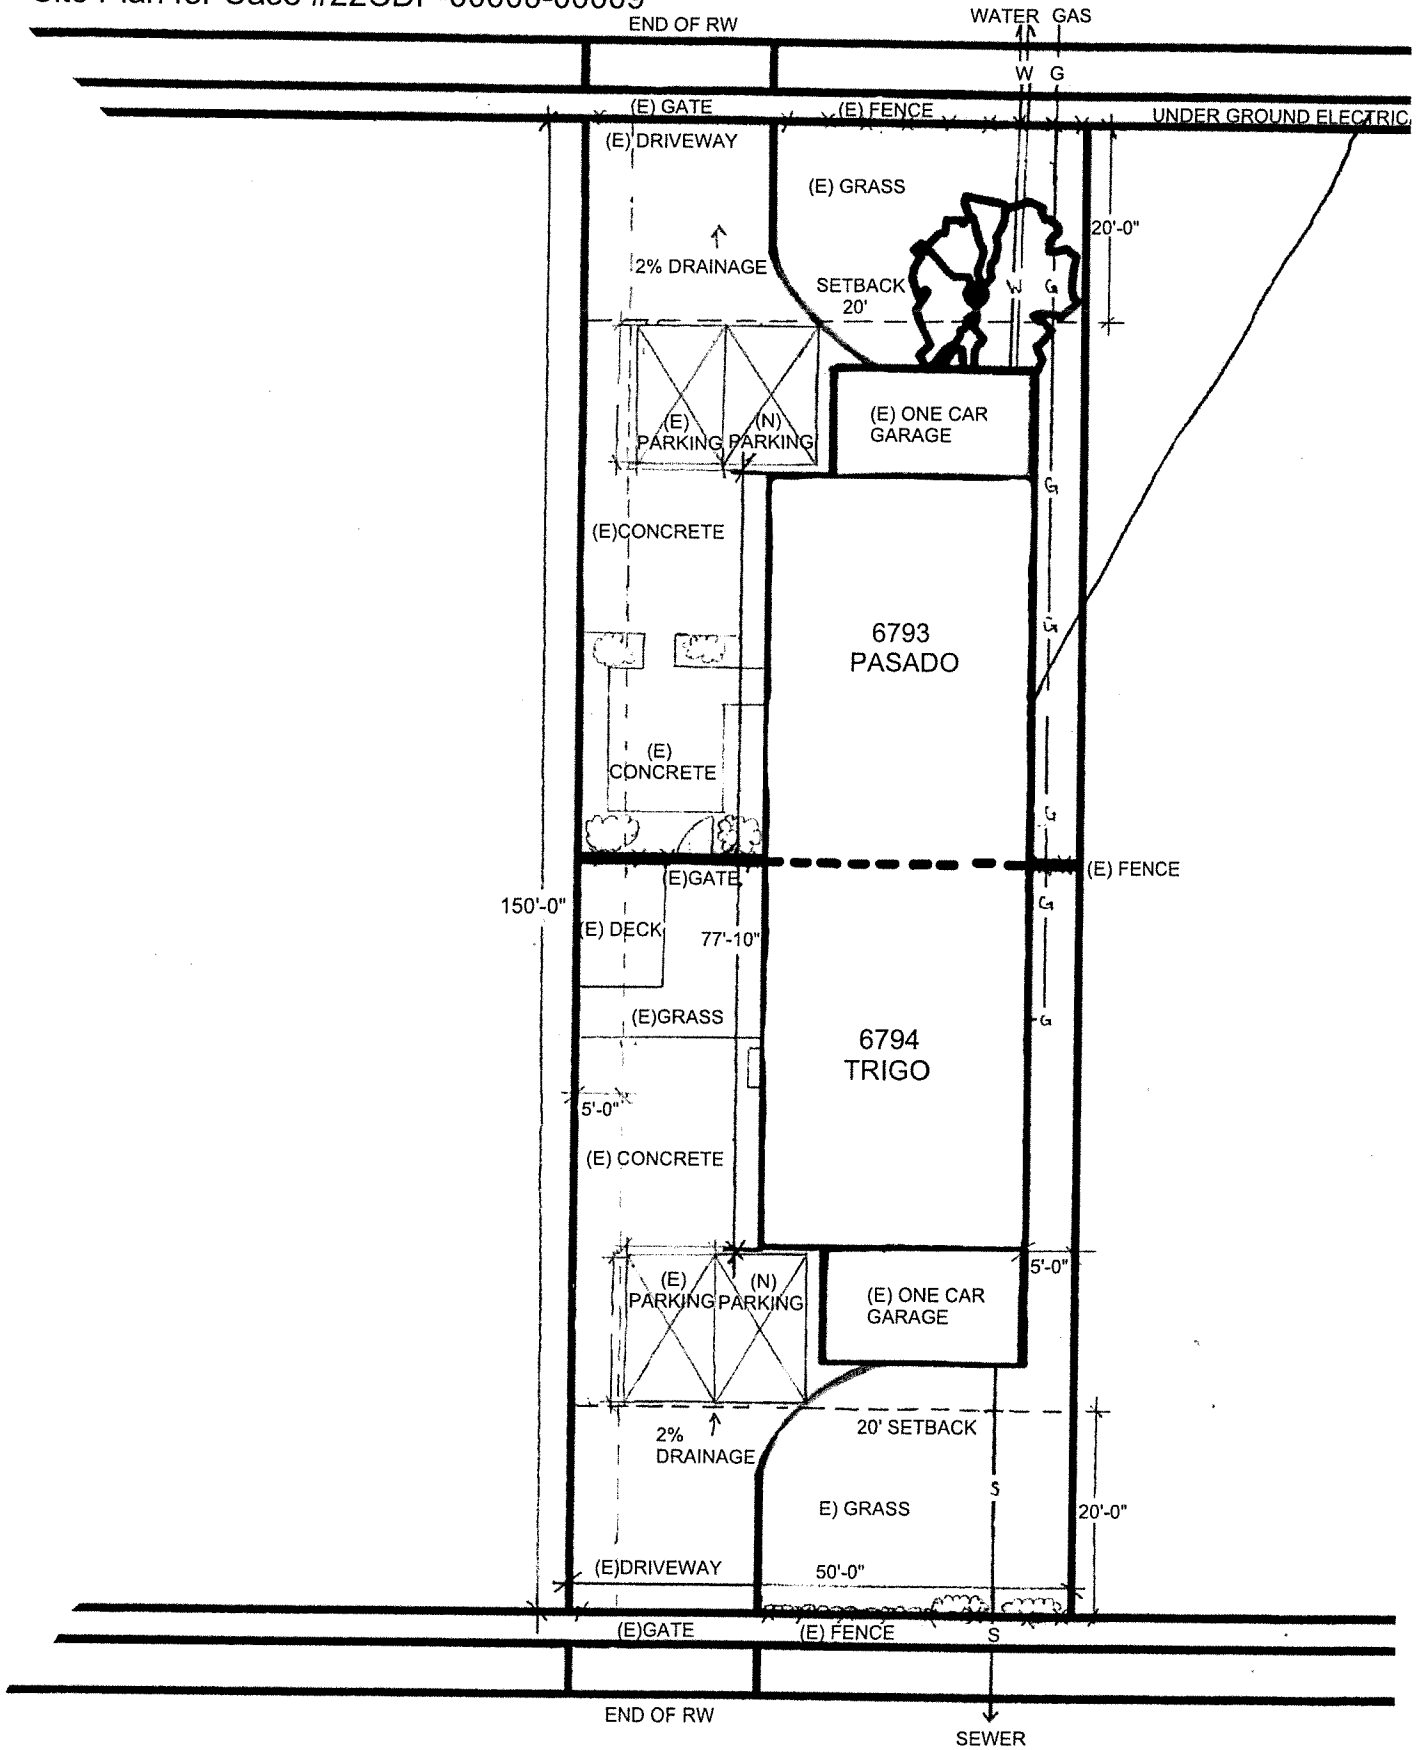 END OF RW
WATER GAS
W G
(E) GATE
(E) FENCE
UNDER GROUND ELECTRIC
(E) DRIVEWAY
(E) GRASS
20'-0"
2% DRAINAGE
SETBACK
20'
W G
(E)
PARKING
(N)
PARKING
(E) ONE CAR
GARAGE
G
(E)CONCRETE
6793
PASADO
G
(E)
CONCRETE
G
(E)GATE
(E) FENCE
150'-0"
G
(E) DECK
77'-10"
(E)GRASS
G
6794
TRIGO
5'-0"
(E) CONCRETE
5'-0"
(E)
PARKING
(N)
PARKING
(E) ONE CAR
GARAGE
2%
DRAINAGE
20' SETBACK
S
E) GRASS
20'-0"
(E)DRIVEWAY
50'-0"
(E)GATE
(E) FENCE
S
END OF RW
SEWER